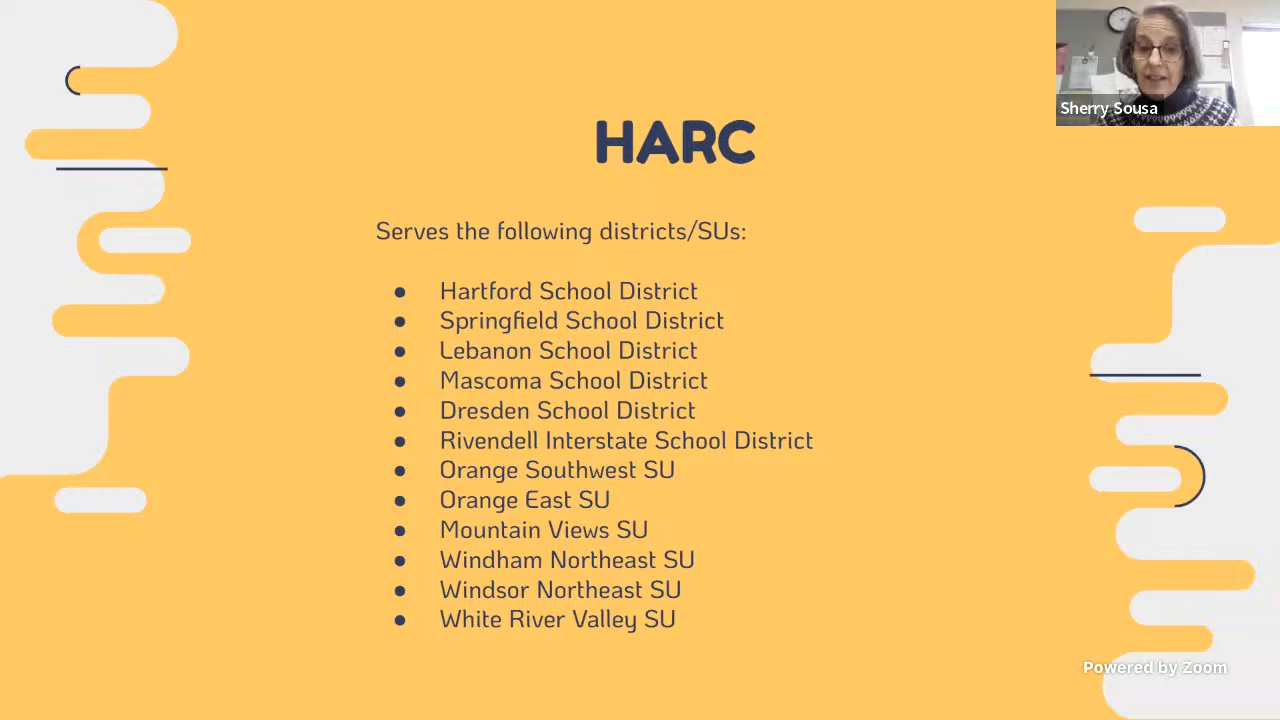 Sherry Sousa
HARC
Serves the following districts/SUs:
● Hartford School District
● Springfield School District
● Lebanon School District
● Mascoma School District
● Dresden School District
● Rivendell Interstate School District
● Orange Southwest SU
● Orange East SU
● Mountain Views SU
● Windham Northeast SU
● Windsor Northeast SU
● White River Valley SU
Powered by Zoom